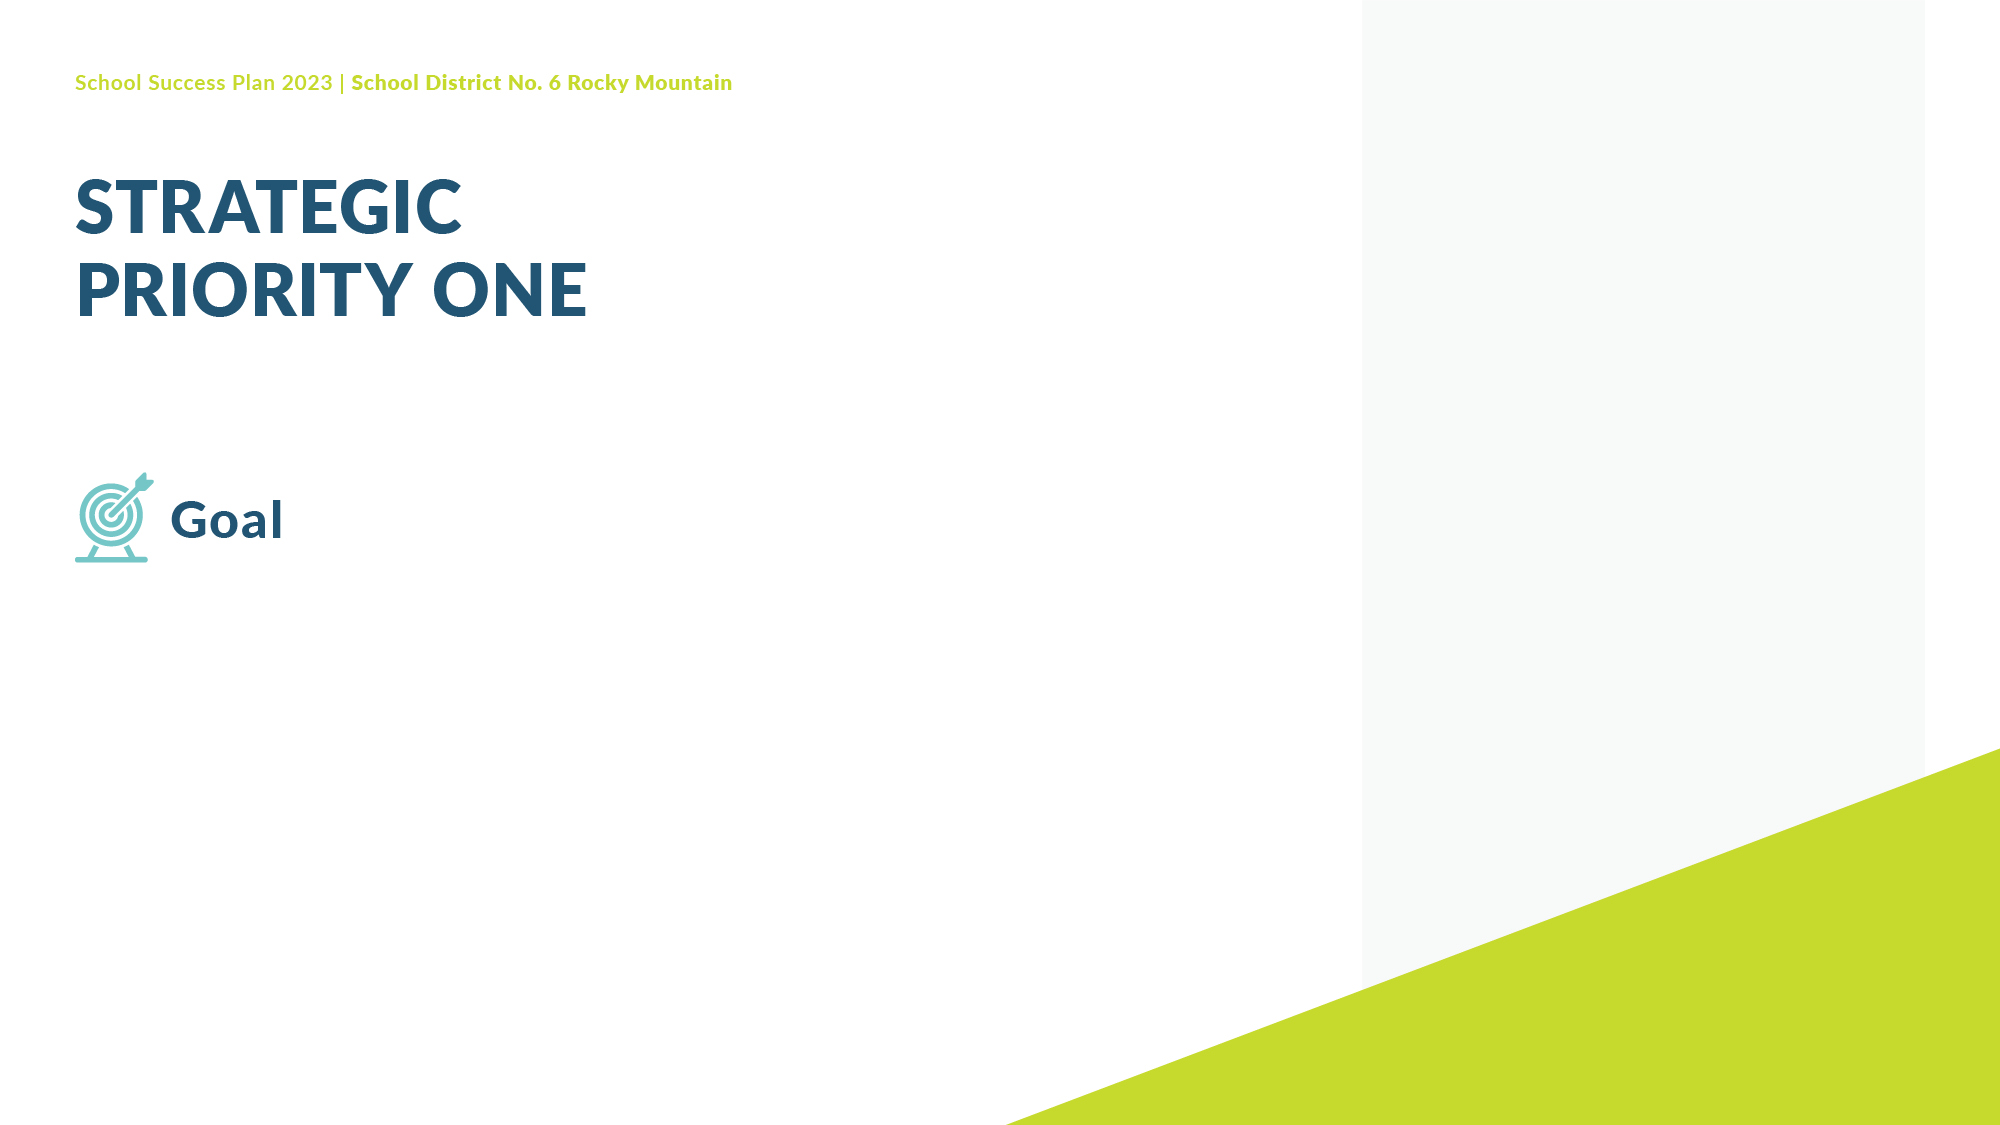 School Success Plan 2023 | School District No. 6 Rocky Mountain
STRATEGIC
PRIORITY ONE
Goal